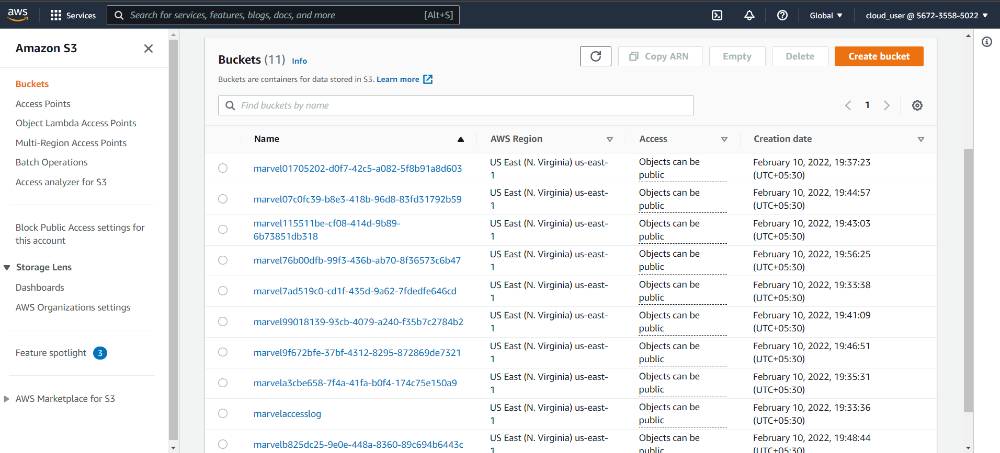 aws
Services
Search for services, features, blogs, docs, and more
[Alt+S]
Global
cloud_user @ 5672-3558-5022
Amazon S3
Buckets
Access Points
Object Lambda Access Points
Multi-Region Access Points
Batch Operations
Access analyzer for S3
Block Public Access settings for
this account
Storage Lens
Dashboards
AWS Organizations settings
Feature spotlight 3
AWS Marketplace for S3
Buckets (11) Info
Copy ARN
Empty
Delete
Create bucket
Buckets are containers for data stored in S3. Learn more
Find buckets by name
1
Name
AWS Region
Access
Creation date
marvel01705202-d0f7-42c5-a082-5f8b91a8d603
US East (N. Virginia) us-east-
1
Objects can be
public
February 10, 2022, 19:37:23
(UTC+05:30)
marvel07c0fc39-b8e3-418b-96d8-83fd31792b59
US East (N. Virginia) us-east-
1
Objects can be
public
February 10, 2022, 19:44:57
(UTC+05:30)
marvel115511be-cf08-414d-9b89-
6b73851db318
US East (N. Virginia) us-east-
1
Objects can be
public
February 10, 2022, 19:43:03
(UTC+05:30)
marvel76b00dfb-99f3-436b-ab70-8f36573c6b47
US East (N. Virginia) us-east-
1
Objects can be
public
February 10, 2022, 19:56:25
(UTC+05:30)
marvel7ad519c0-cd1f-435d-9a62-7fdedfe646cd
US East (N. Virginia) us-east-
1
Objects can be
public
February 10, 2022, 19:33:38
(UTC+05:30)
marvel99018139-93cb-4079-a240-f35b7c2784b2
US East (N. Virginia) us-east-
1
Objects can be
public
February 10, 2022, 19:41:09
(UTC+05:30)
marvel9f672bfe-37bf-4312-8295-872869de7321
US East (N. Virginia) us-east-
1
Objects can be
public
February 10, 2022, 19:46:51
(UTC+05:30)
marvela3cbe658-7f4a-41fa-b0f4-174c75e150a9
US East (N. Virginia) us-east-
1
Objects can be
public
February 10, 2022, 19:35:31
(UTC+05:30)
marvelaccesslog
US East (N. Virginia) us-east-
1
Objects can be
public
February 10, 2022, 19:33:36
(UTC+05:30)
marvelb825dc25-9e0e-448a-8360-89c694b6443c
US East (N. Virginia) us-east-
1
Objects can be
public
February 10, 2022, 19:48:44
(UTC+05:30)